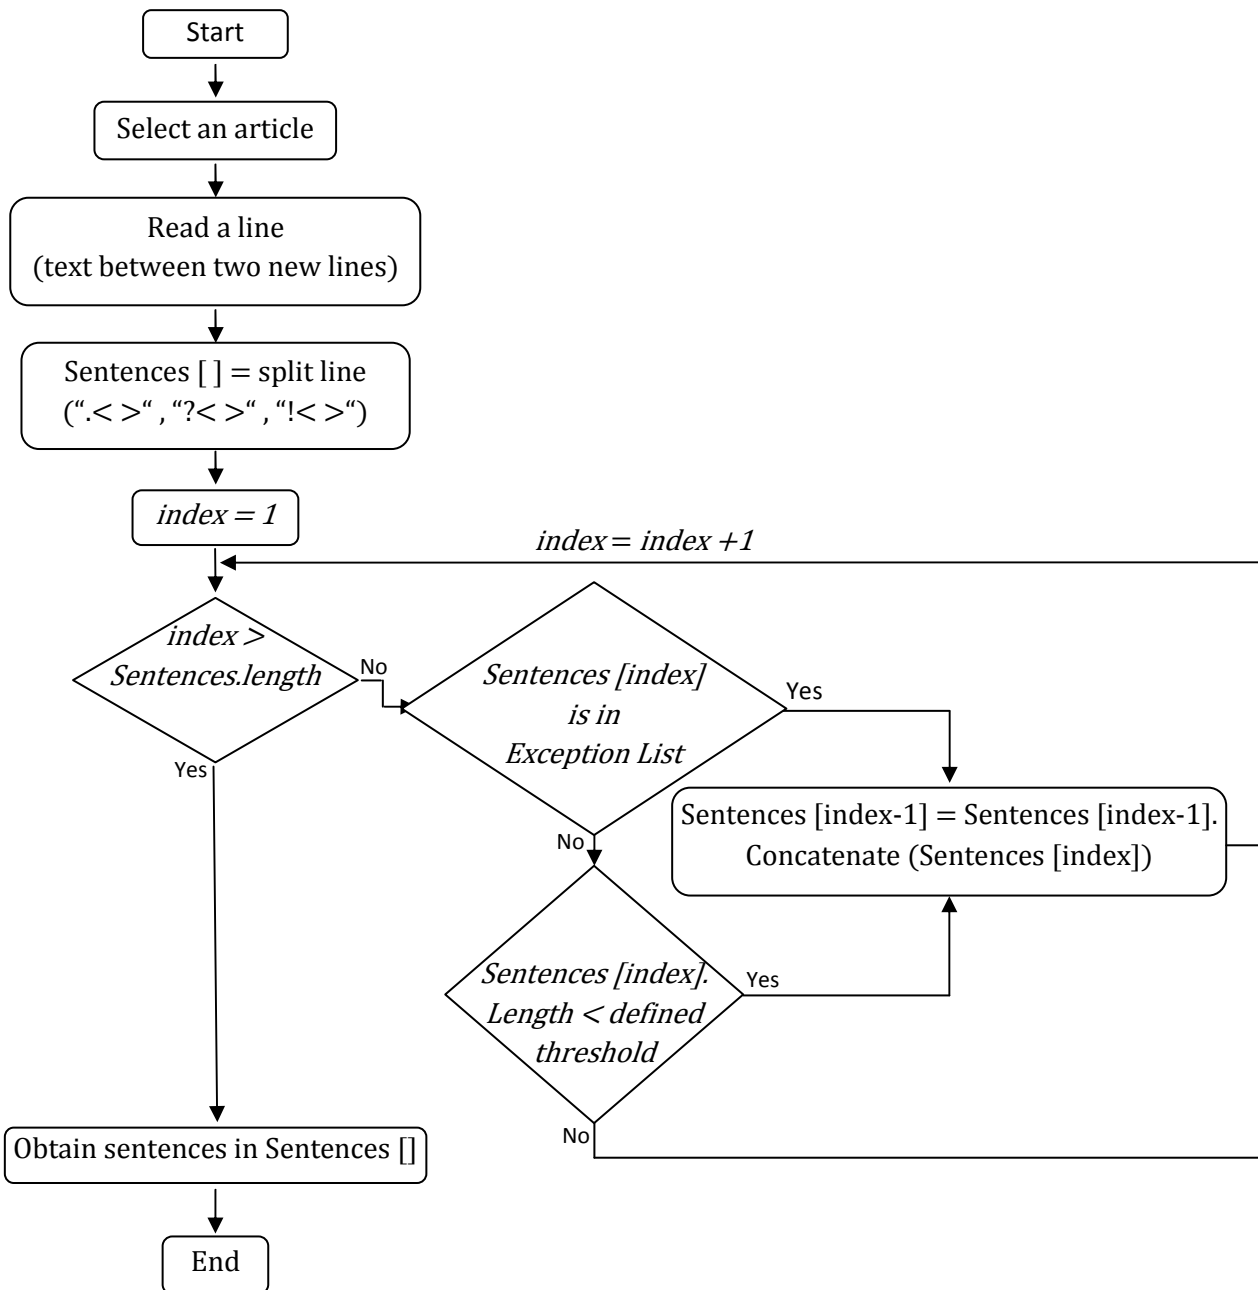 Start
Select an article
Read a line
(text between two new lines)
Sentences [ ] = split line
(“.< >“ , “?< >“ , “!< >“)
index = 1
index = index +1
index >
Sentences.length
No
Yes
Sentences [index]
is in
Exception List
Yes
No
Sentences [index-1] = Sentences [index-1].
Concatenate (Sentences [index])
Sentences [index].
Length < defined
threshold
Yes
No
Obtain sentences in Sentences []
End